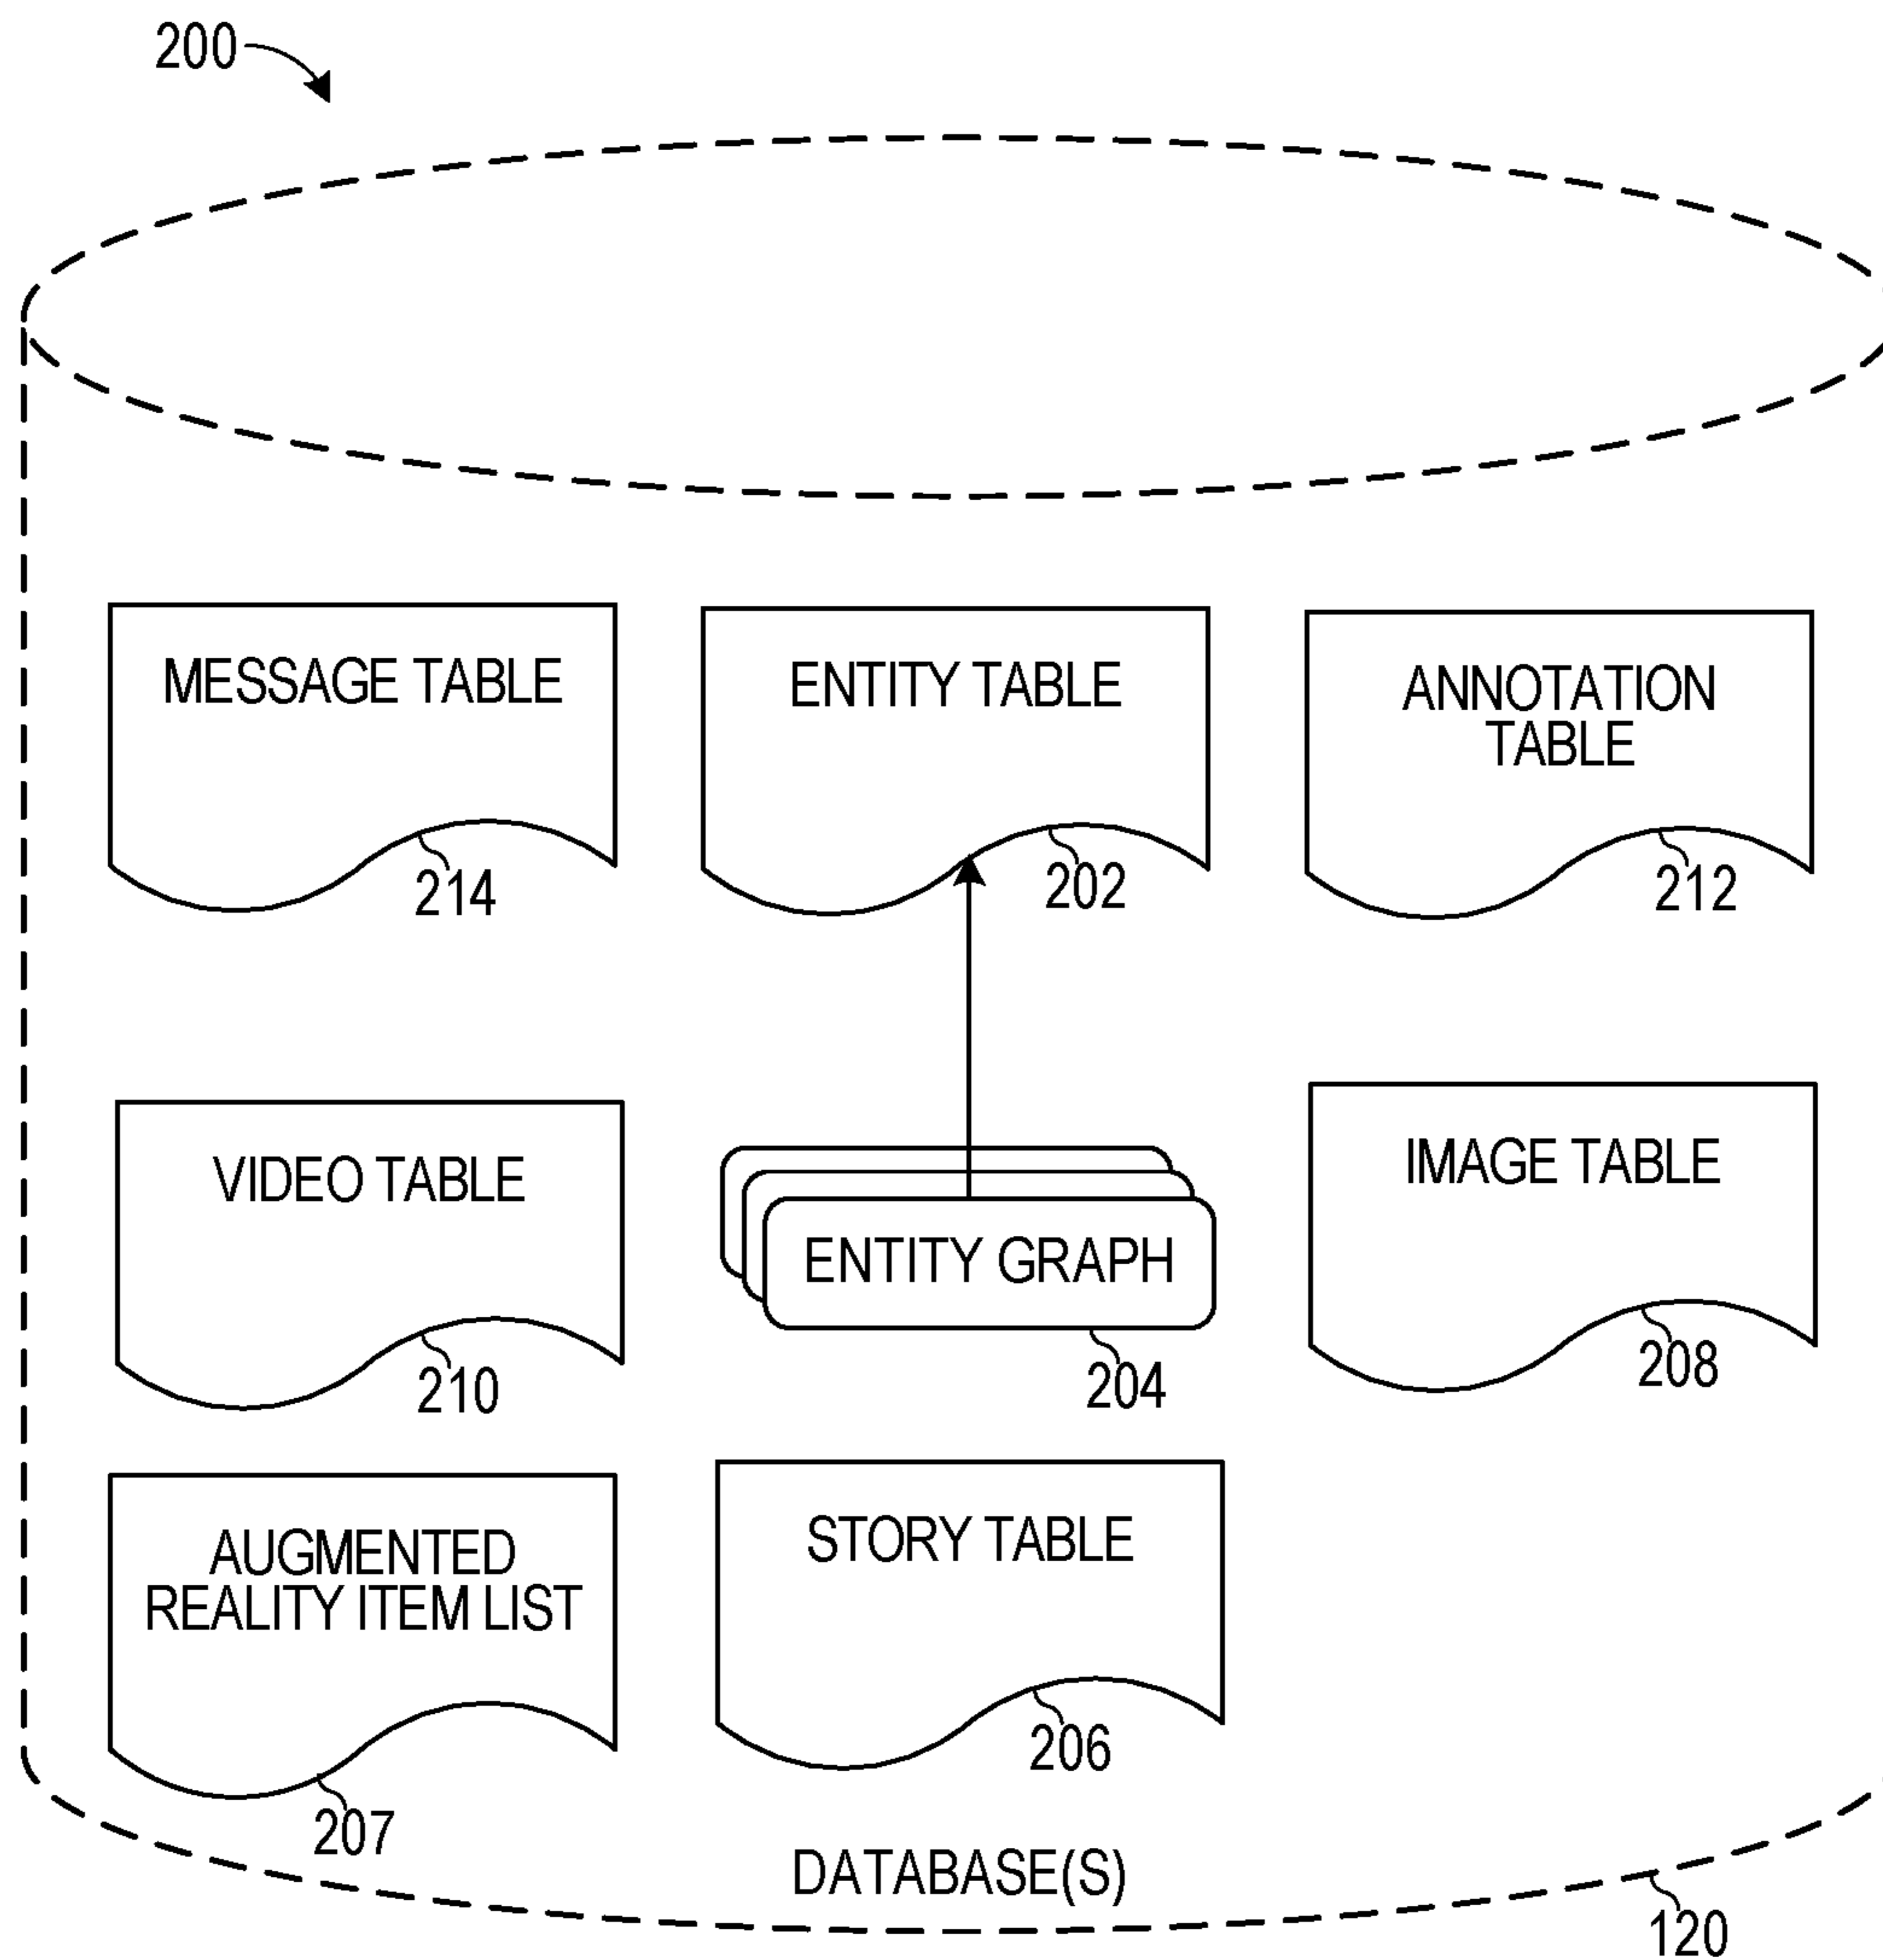 200
MESSAGE TABLE
214
ENTITY TABLE
202
ANNOTATION
TABLE
212
VIDEO TABLE
210
ENTITY GRAPH
204
IMAGE TABLE
208
AUGMENTED
REALITY ITEM LIST
207
STORY TABLE
206
DATABASE(S)
120